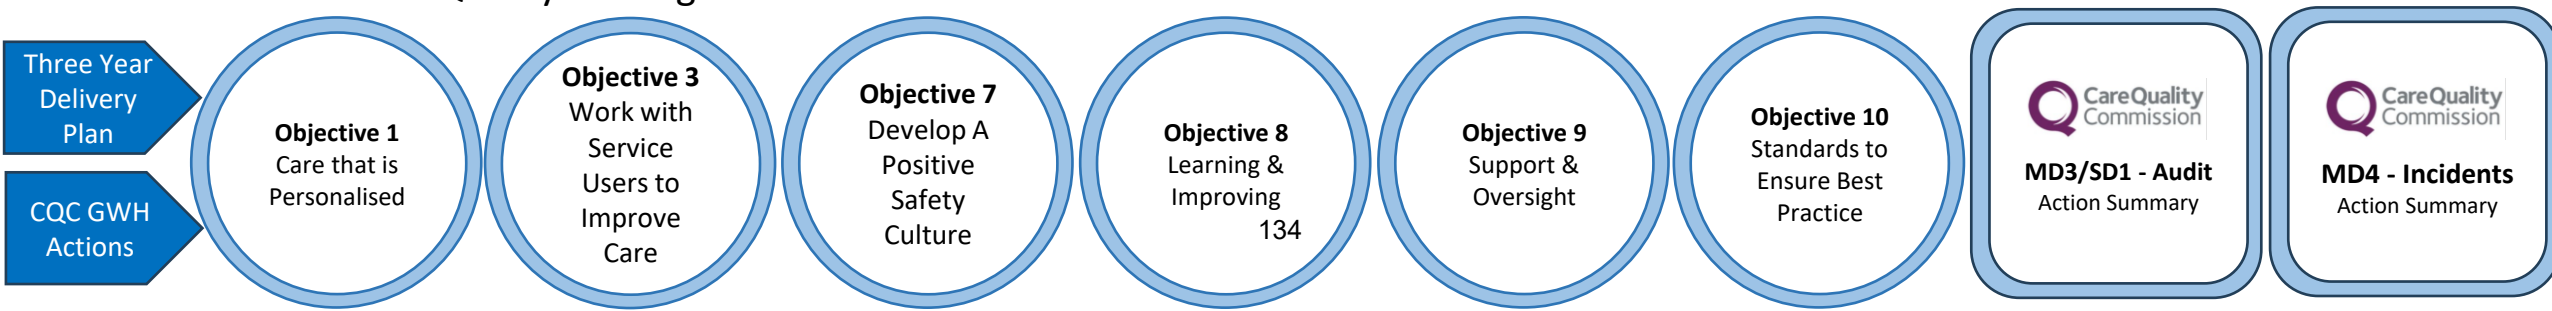 Three Year
Delivery
Plan
CQC GWH
Actions
Objective 1
Care that is
Personalised
Objective 3
Work with
Service
Users to
Improve
Care
Objective 7
Develop A
Positive
Safety
Culture
Objective 8
Learning &
Improving
134
Objective 9
Support &
Oversight
Objective 10
Standards to
Ensure Best
Practice
CareQuality
Commission
MD3/SD1 - Audit
Action Summary
CareQuality
Commission
MD4 - Incidents
Action Summary